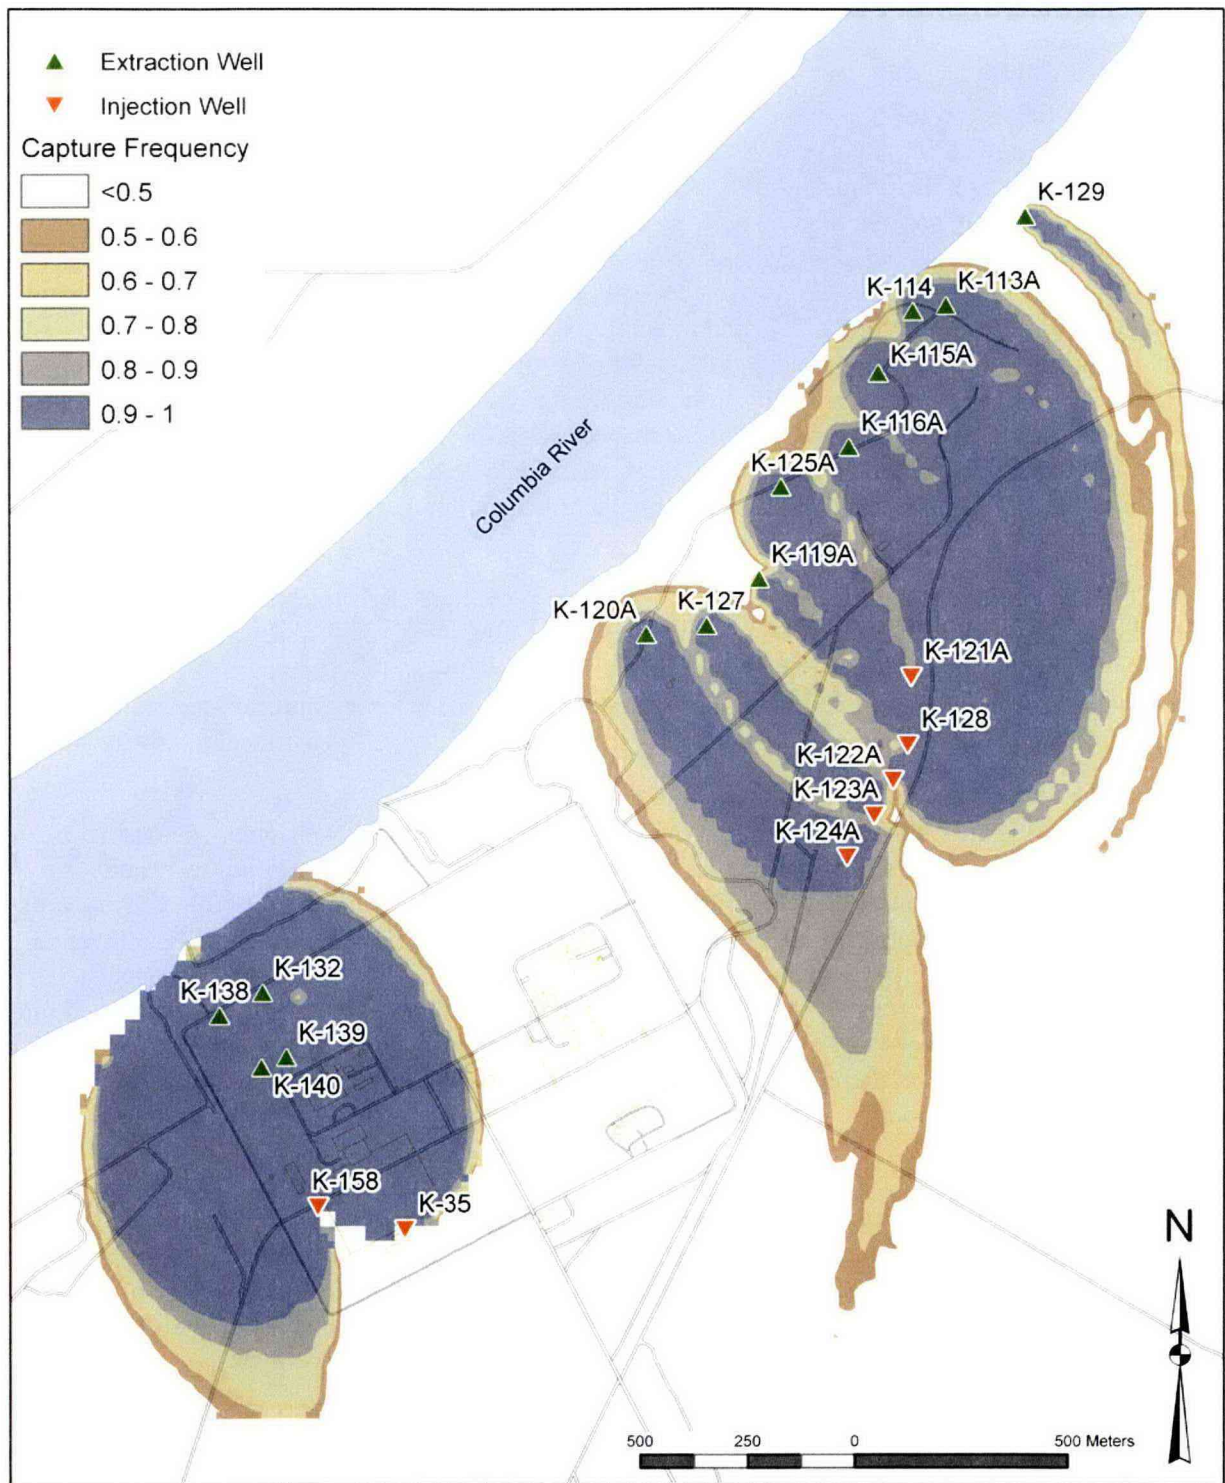 Extraction Well
Injection Well
Capture Frequency
<0.5
0.5 - 0.6
0.6 - 0.7
0.7 - 0.8
0.8 - 0.9
0.9 - 1
K-129
K-114
K-113A
K-115A
K-116A
K-125A
Columbia River
K-119A
K-120A
K-127
K-121A
K-128
K-122A
K-123A
K-124A
K-132
K-138
K-139
K-140
K-158
K-35
N
500 250 0 500 Meters